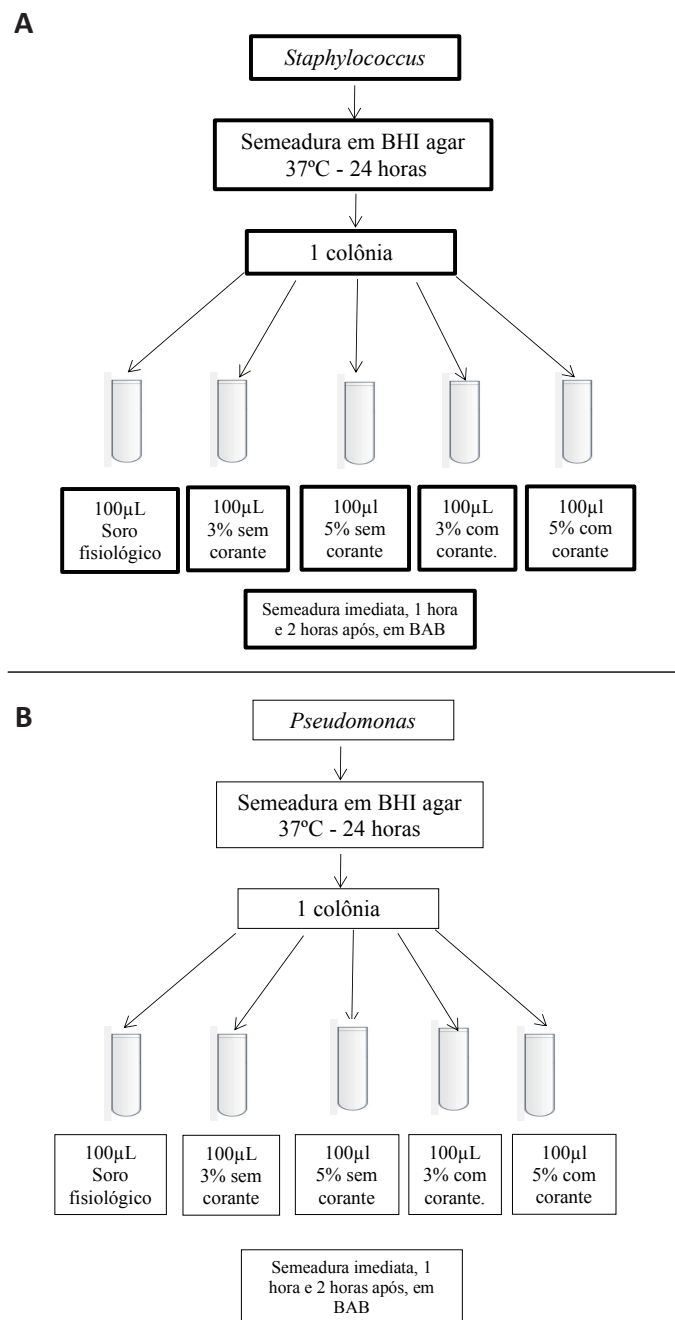 A
Staphylococcus
Semeadura em BHI agar
37ºC - 24 horas
1 colônia
100µL
Soro
fisiológico
100µL
3% sem
corante
100µl
5% sem
corante
100µL
3% com
corante.
100µl
5% com
corante
Semeadura imediata, 1 hora
e 2 horas após, em BAB
B
Pseudomonas
Semeadura em BHI agar
37ºC - 24 horas
1 colônia
100µL
Soro
fisiológico
100µL
3% sem
corante
100µl
5% sem
corante
100µL
3% com
corante.
100µl
5% com
corante
Semeadura imediata, 1
hora e 2 horas após, em
BAB